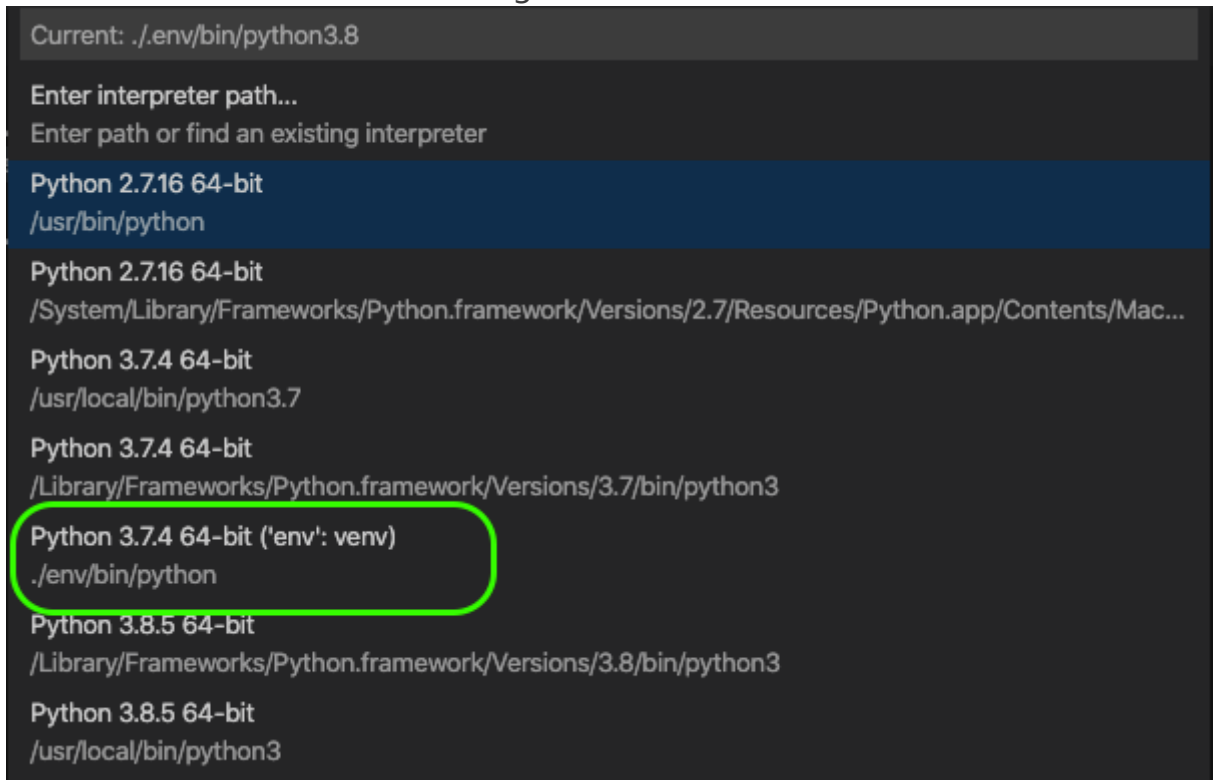 Current: ./.env/bin/python3.8
Enter interpreter path...
Enter path or find an existing interpreter
Python 2.7.16 64-bit
/usr/bin/python
Python 2.7.16 64-bit
/System/Library/Frameworks/Python.framework/Versions/2.7/Resources/Python.app/Contents/Mac...
Python 3.7.4 64-bit
/usr/local/bin/python3.7
Python 3.7.4 64-bit
/Library/Frameworks/Python.framework/Versions/3.7/bin/python3
Python 3.7.4 64-bit ('env': venv)
./env/bin/python
Python 3.8.5 64-bit
/Library/Frameworks/Python.framework/Versions/3.8/bin/python3
Python 3.8.5 64-bit
/usr/local/bin/python3